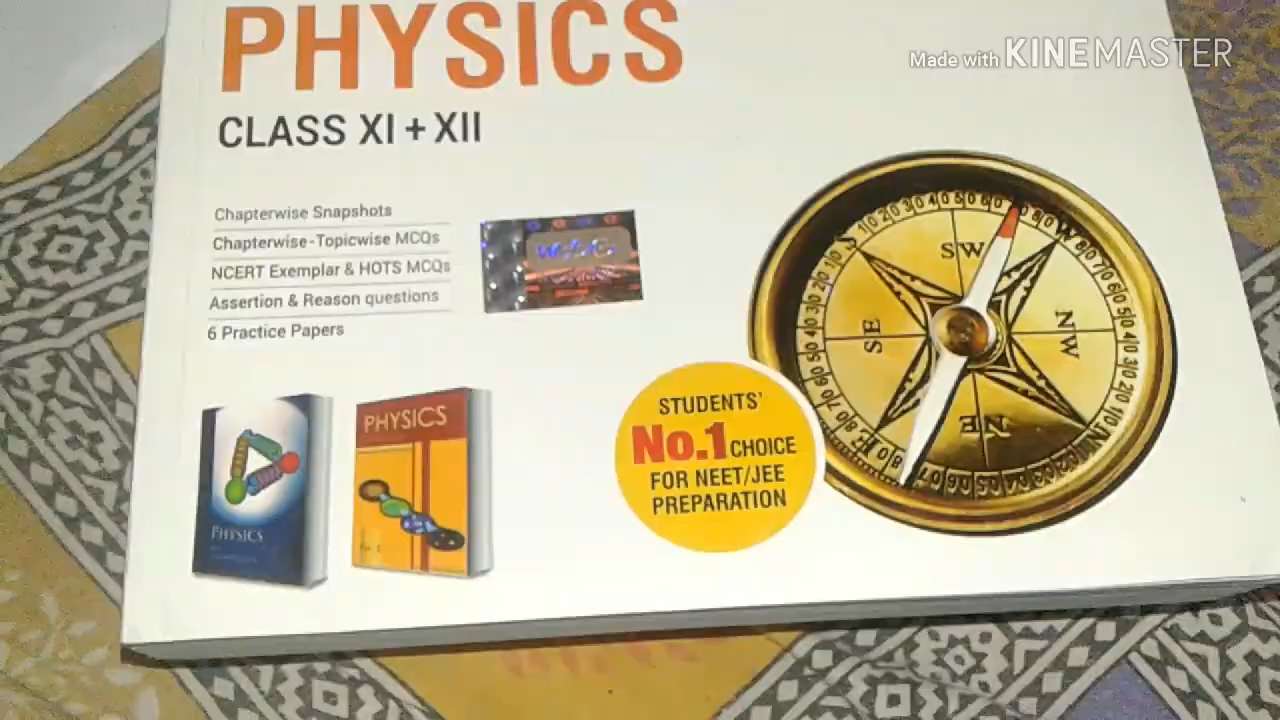 PHYSICS
Made with KINEMASTER
CLASS XI + XII
Chapterwise Snapshots
Chapterwise-Topicwise MCQs
NCERT Exemplar & HOTS MCQs
Assertion & Reason questions
6 Practice Papers
STUDENTS'
No.1 CHOICE
FOR NEET/JEE
PREPARATION
PHYSICS
PHYSICS
S
SW
W
SE
NW
E
NE
N